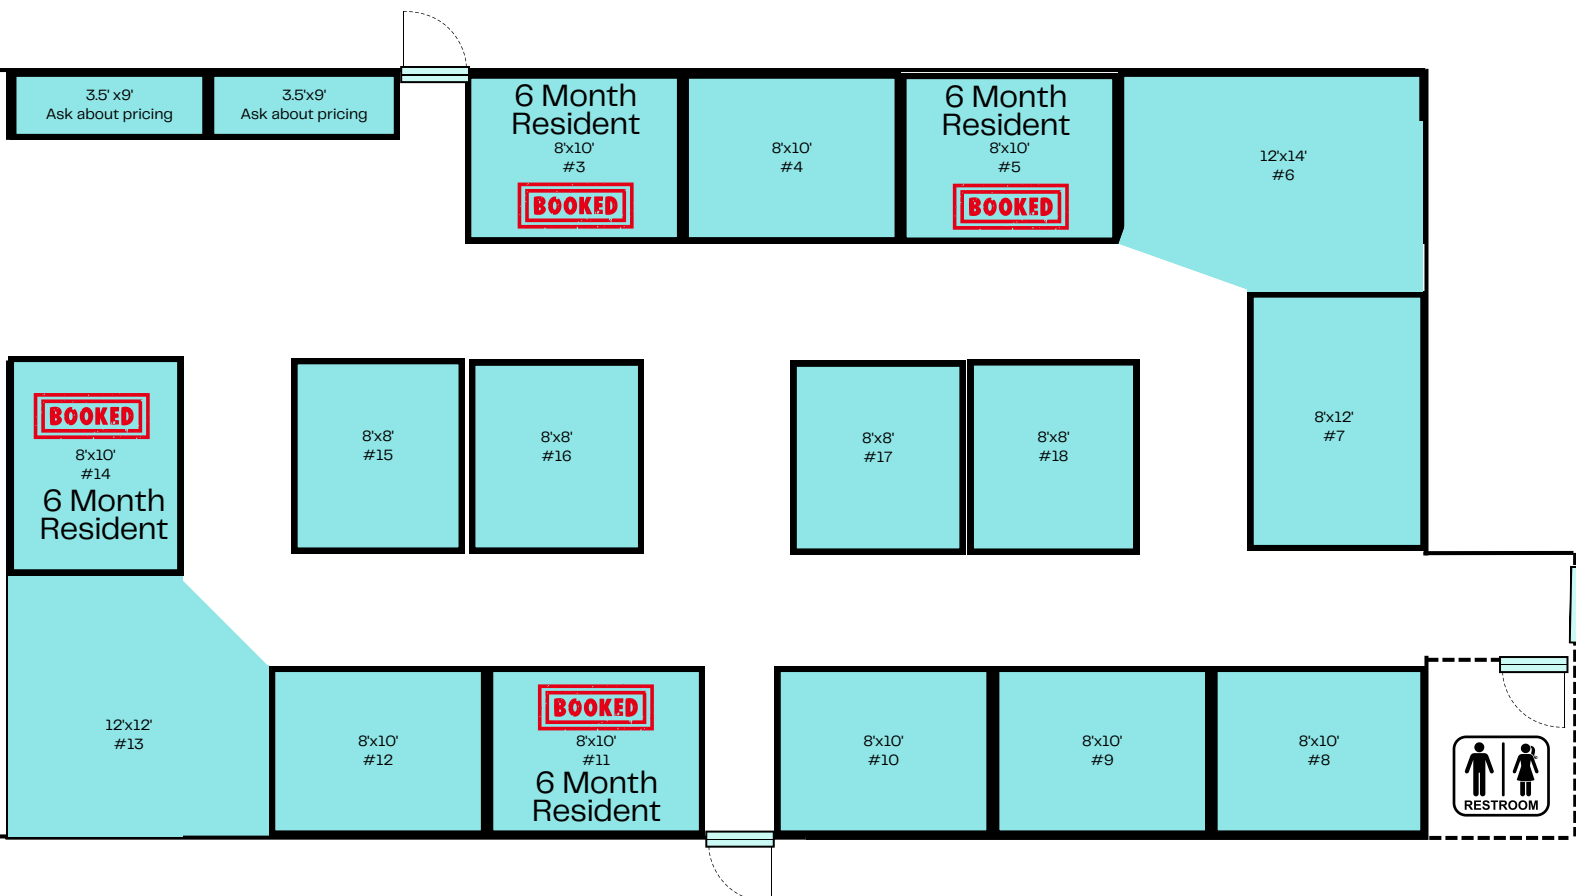 3.5' x9'
Ask about pricing
3.5'x9'
Ask about pricing
6 Month
Resident
8'x10'
#3
BOOKED
8'x10'
#4
6 Month
Resident
8'x10'
#5
BOOKED
12'x14'
#6
8'x12'
#7
BOOKED
8'x10'
#14
6 Month
Resident
8'x8'
#15
8'x8'
#16
8'x8'
#17
8'x8'
#18
12'x12'
#13
8'x10'
#12
BOOKED
8'x10'
#11
6 Month
Resident
8'x10'
#10
8'x10'
#9
8'x10'
#8
RESTROOM